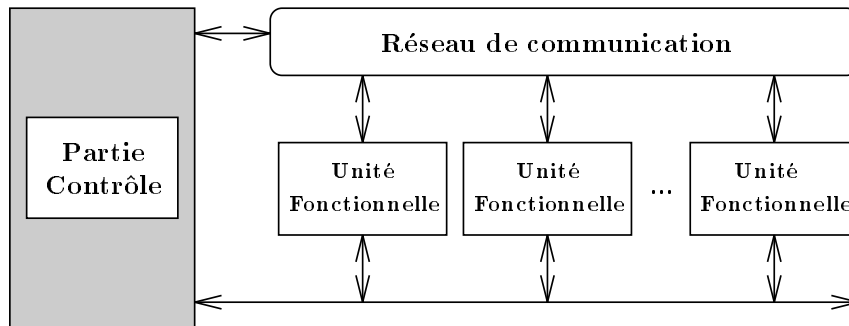 Réseau de communication
Partie
Contrôle
Unité
Fonctionnelle
Unité
Fonctionnelle
...
Unité
Fonctionnelle